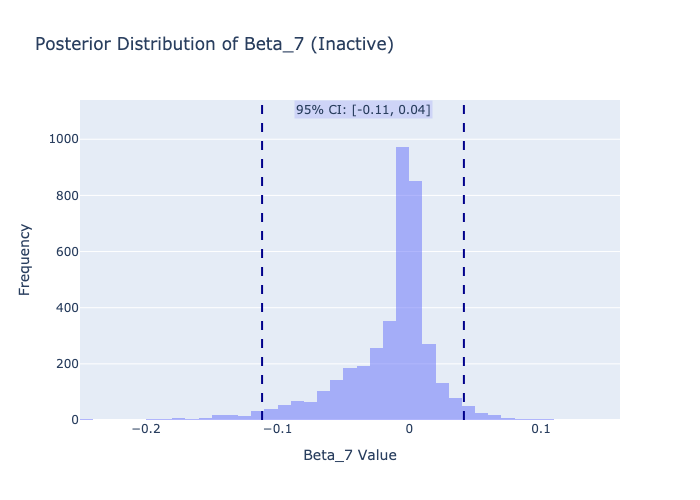 Posterior Distribution of Beta_7 (Inactive)
95% CI: [-0.11, 0.04]
1000
800
600
400
200
0
Frequency
−0.2
−0.1
0
0.1
Beta_7 Value